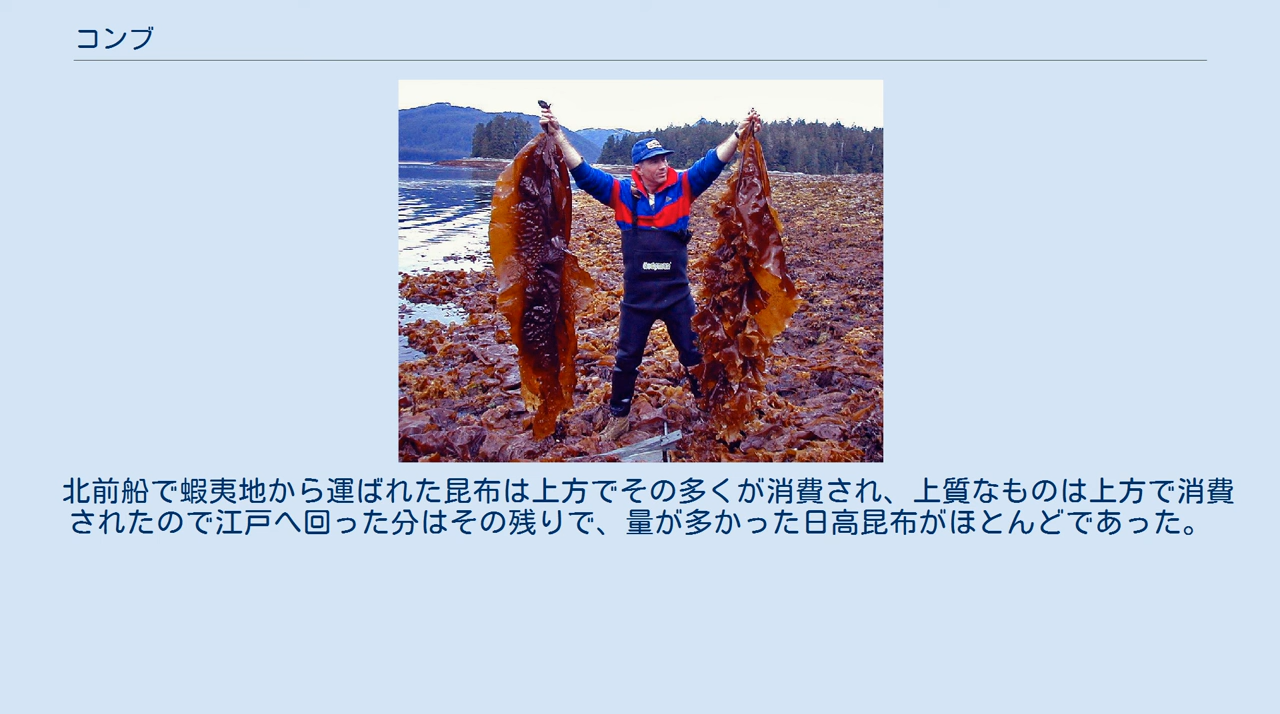 コンブ
北前船で蝦夷地から運ばれた昆布は上方でその多くが消費され、上質なものは上方で消費
されたので江戸へ回った分はその残りで、量が多かった日高昆布がほとんどであった。